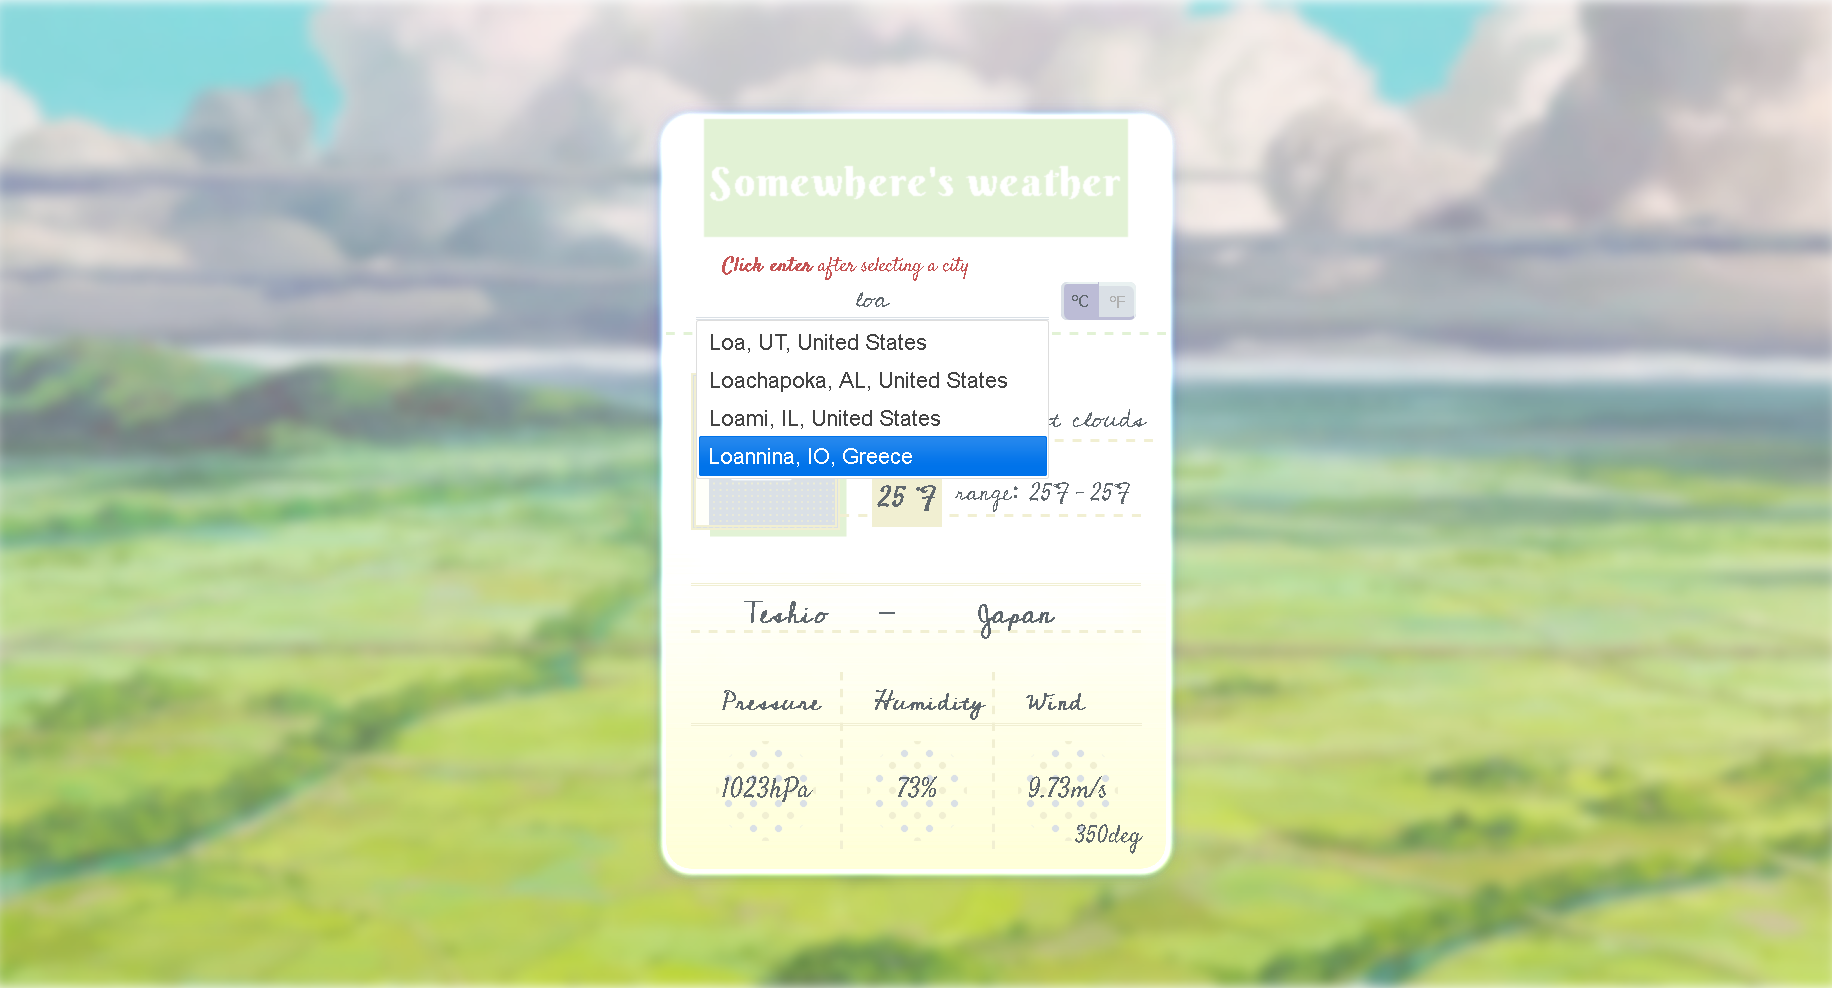 Somewhere's weather
Click enter after selecting a city
loa
°C °F
Loa, UT, United States
Loachapoka, AL, United States
Loami, IL, United States
t clouds
Loannina, IO, Greece
25 °F range: 25°F - 25°F
Teshio — Japan
Pressure Humidity Wind
1023hPa 73% 9.73m/s
350deg